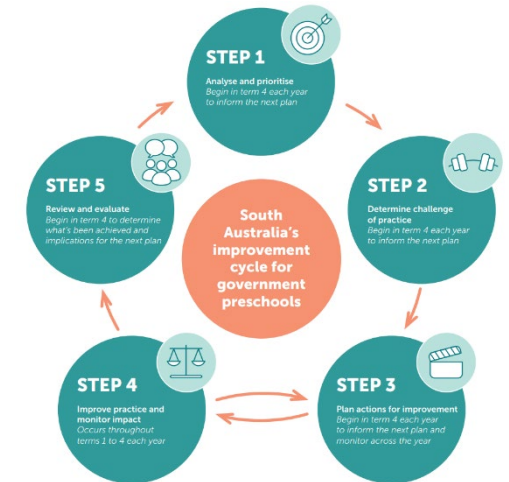 STEP 1
Analyse and prioritise
Begin in term 4 each year
to inform the next plan
STEP 2
Determine challenge
of practice
Begin in term 4 each year
to inform the next plan
STEP 3
Plan actions for improvement
Begin in term 4 each year
to inform the next plan and
monitor across the year
STEP 4
Improve practice and
monitor impact
Occurs throughout
terms 1 to 4 each year
STEP 5
Review and evaluate
Begin in term 4 to determine
what's been achieved and
implications for the next plan
South
Australia's
improvement
cycle for
government
preschools